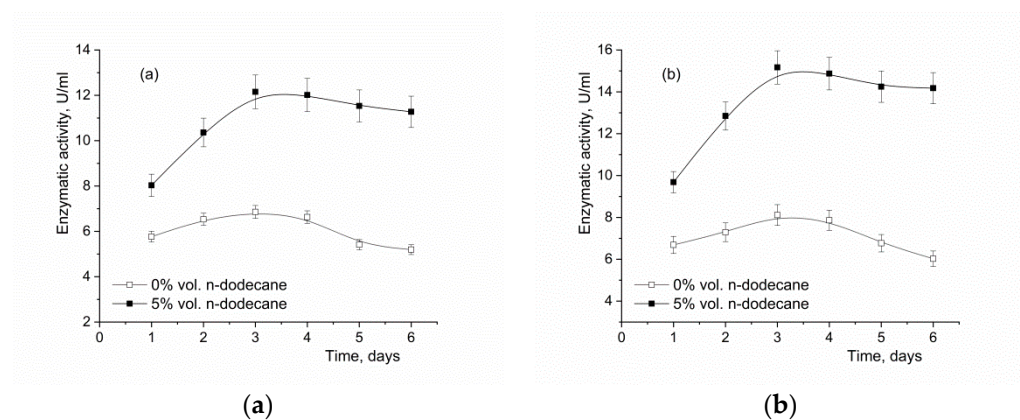 14
12
10
8
6
4
2
Enzymatic activity, U/ml
(a)
0% vol. n-dodecane
5% vol. n-dodecane
0 1 2 3 4 5 6
Time, days
(a)
16
14
12
10
8
6
4
Enzymatic activity, U/ml
(b)
0% vol. n-dodecane
5% vol. n-dodecane
0 1 2 3 4 5 6
Time, days
(b)